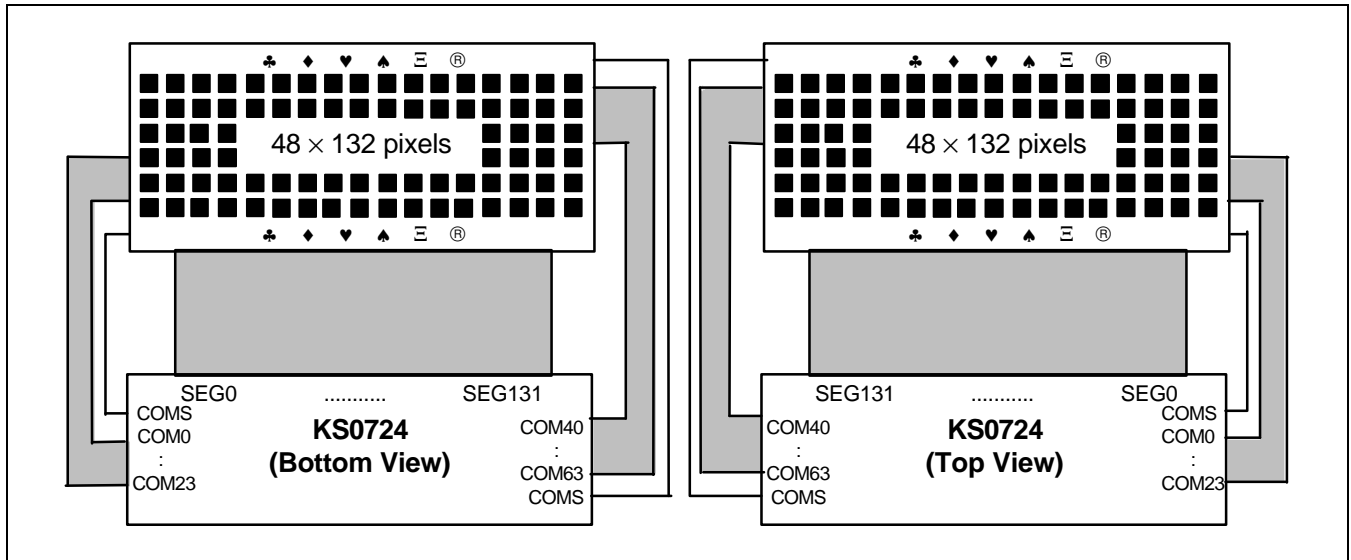 ♣ ♦ ♥ ♠ Ξ ®
48 × 132 pixels
♣ ♦ ♥ ♠ Ξ ®
SEG0 ........... SEG131
COMS
COM0
:
COM23
KS0724
(Bottom View)
COM40
:
COM63
COMS
♣ ♦ ♥ ♠ Ξ ®
48 × 132 pixels
♣ ♦ ♥ ♠ Ξ ®
SEG131 ........... SEG0
COM40
:
COM63
COMS
KS0724
(Top View)
COMS
COM0
:
COM23